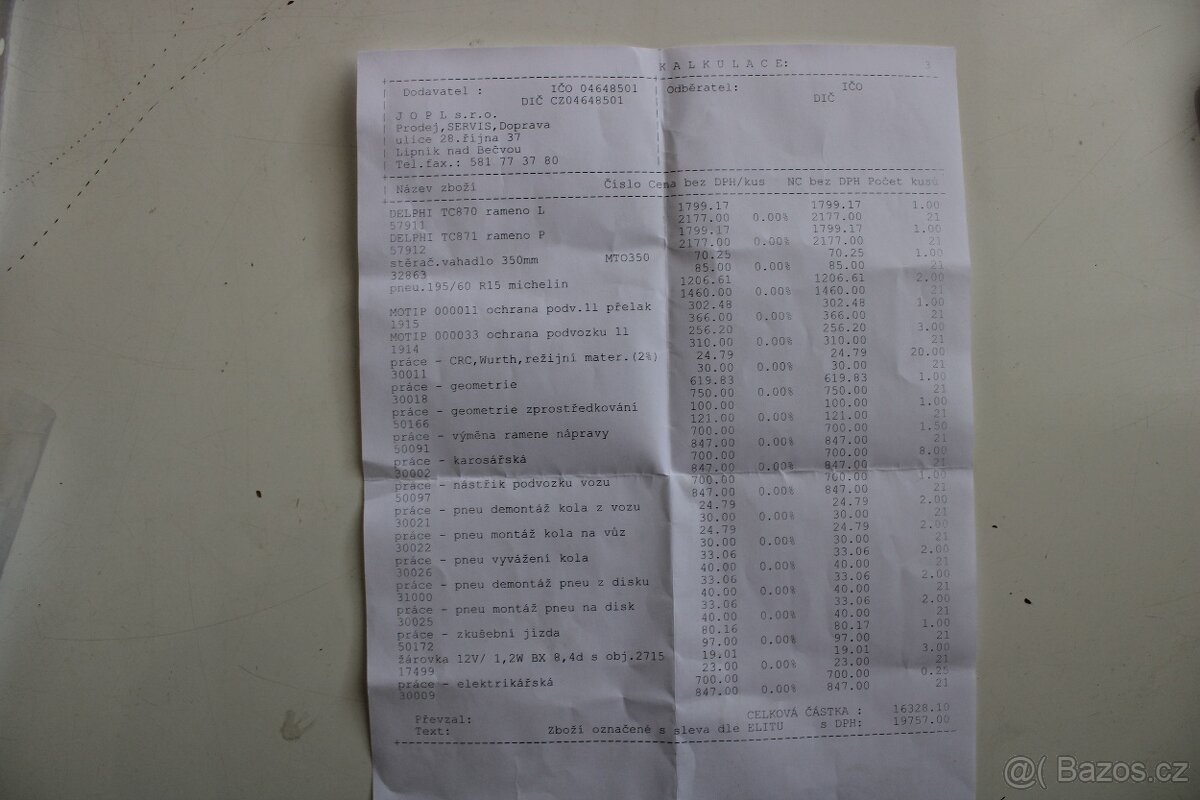 KALKULACE: 3
Dodavatel : IČO 04648501 Odběratel: IČO
DIČ CZ04648501 DIČ
J O P L s.r.o.
Prodej,SERVIS,Doprava
ulice 28.října 37
Lipník nad Bečvou
Tel.fax.: 581 77 37 80
Název zboží Číslo Cena bez DPH/kus NC bez DPH Počet kusů
DELPHI TC870 rameno L 1799.17 1799.17 1.00
57911 2177.00 0.00% 2177.00 21
DELPHI TC871 rameno P 1799.17 1799.17 1.00
57912 2177.00 0.00% 2177.00 21
stěrač.vahadlo 350mm MTO350 70.25 70.25 1.00
32863 85.00 0.00% 85.00 21
pneu.195/60 R15 michelin 1206.61 1206.61 2.00
1460.00 0.00% 1460.00 21
MOTIP 000011 ochrana podv.1l přelak 302.48 302.48 1.00
1915 366.00 0.00% 366.00 21
MOTIP 000033 ochrana podvozku 1l 256.20 256.20 3.00
1914 310.00 0.00% 310.00 21
práce - CRC,Wurth,režijní mater.(2%) 24.79 24.79 20.00
30011 30.00 0.00% 30.00 21
práce - geometrie 619.83 619.83 1.00
30018 750.00 0.00% 750.00 21
práce - geometrie zprostředkování 100.00 100.00 1.00
50166 121.00 0.00% 121.00 21
práce - výměna ramene nápravy 700.00 700.00 1.50
50091 847.00 0.00% 847.00 21
práce - karosářská 700.00 700.00 8.00
30002 847.00 0.00% 847.00 21
práce - nástřik podvozku vozu 700.00 700.00 1.00
50097 847.00 0.00% 847.00 21
práce - pneu demontáž kola z vozu 24.79 24.79 2.00
30021 30.00 0.00% 30.00 21
práce - pneu montáž kola na vůz 24.79 24.79 2.00
30022 30.00 0.00% 30.00 21
práce - pneu vyvážení kola 33.06 33.06 2.00
30026 40.00 0.00% 40.00 21
práce - pneu demontáž pneu z disku 33.06 33.06 2.00
31000 40.00 0.00% 40.00 21
práce - pneu montáž pneu na disk 33.06 33.06 2.00
30025 40.00 0.00% 40.00 21
práce - zkušební jízda 80.16 80.17 1.00
50172 97.00 0.00% 97.00 21
žárovka 12V/ 1,2W BX 8,4d s obj.2715 19.01 19.01 3.00
17499 23.00 0.00% 23.00 21
práce - elektrikářská 700.00 700.00 0.25
30009 847.00 0.00% 847.00 21
Převzal: CELKOVÁ ČÁSTKA : 16328.10
Text: Zboží označené s sleva dle ELITU s DPH: 19757.00
@( Bazos.cz